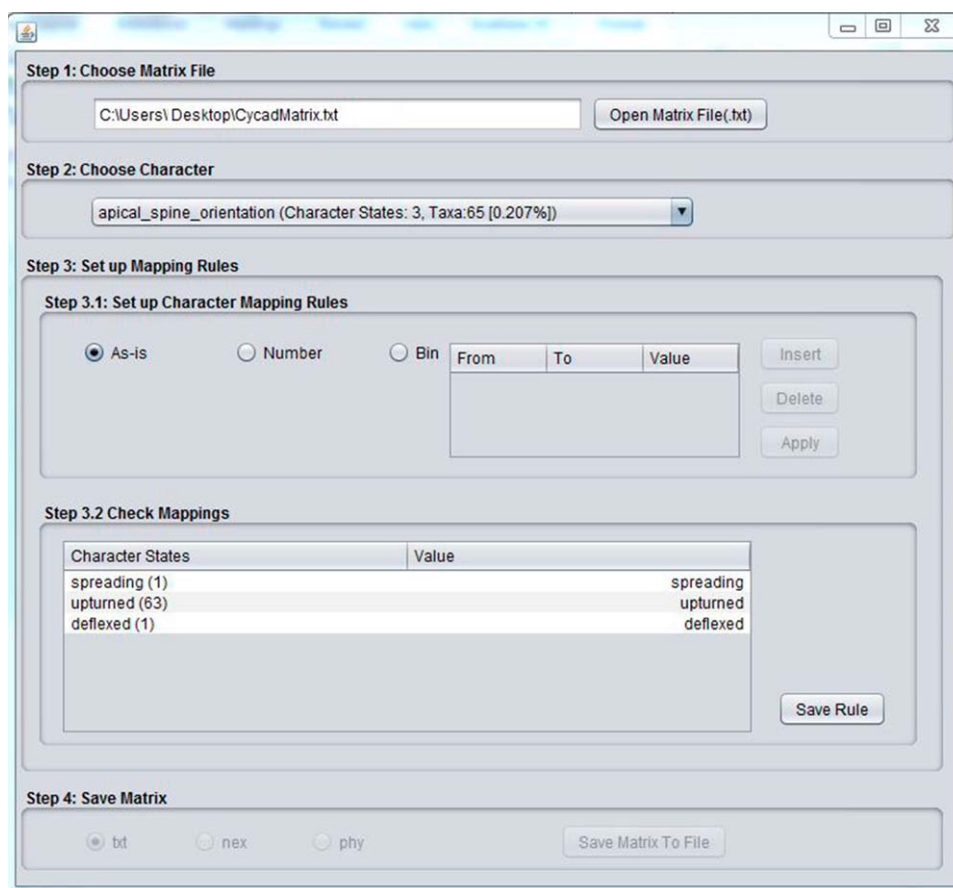 Step 1: Choose Matrix File
C:\Users\ Desktop\CycadMatrix.txt
Open Matrix File(.txt)
Step 2: Choose Character
apical_spine_orientation (Character States: 3, Taxa:65 [0.207%])
Step 3: Set up Mapping Rules
Step 3.1: Set up Character Mapping Rules
As-is Number Bin
From To Value
Insert
Delete
Apply
Step 3.2 Check Mappings
Character States Value
spreading (1) spreading
upturned (63) upturned
deflexed (1) deflexed
Save Rule
Step 4: Save Matrix
txt nex phy Save Matrix To File